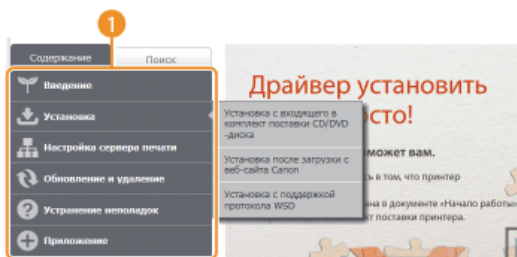 1
Содержание
Поиск
Введение
Установка
Настройка сервера печати
Обновление и удаление
Устранение неполадок
Приложение
Установка с входящего в
комплект поставки CD/DVD
-диска
Установка после загрузки с
веб-сайта Canon
Установка с поддержкой
протокола WSD
Драйвер установить
сто!
может вам.
ь в том, что принтер
на в документе «Начало работы»
кт поставки принтера.